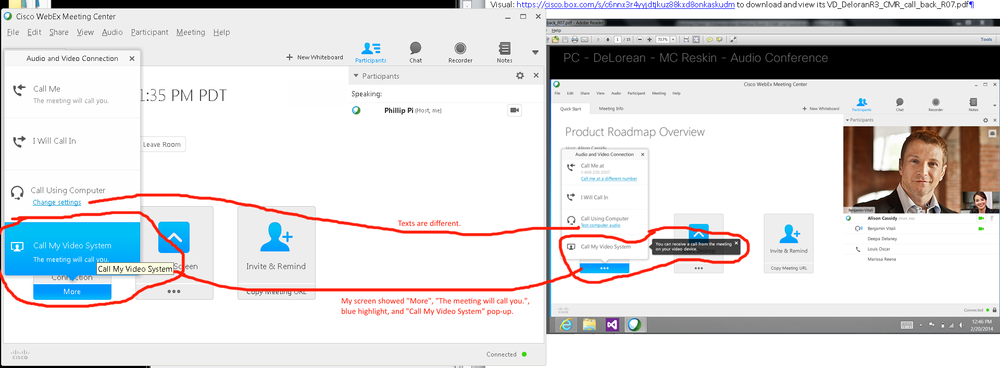 Visual: https://cisco.box.com/s/c6nnx3r4yyjdtjkuz88kxd8onkaskudm to download and view its VD_DeloranR3_CMR_call_back_R07.pdf¶
Cisco WebEx Meeting Center
File Edit Share View Audio Participant Meeting Help
Audio and Video Connection
New Whiteboard
Participants
Chat
Recorder
Notes
Call Me
The meeting will call you.
1:35 PM PDT
Participants
Speaking:
Phillip Pi (Host, me)
I Will Call In
Leave Room
Call Using Computer
Change settings
Call My Video System
The meeting will call you.
Call My Video System
Connection
More
Screen
Invite & Remind
Copy Meeting URL
Texts are different.
My screen showed "More", "The meeting will call you.",
blue highlight, and "Call My Video System" pop-up.
CISCO
Connected
back_R07.pdf - Adobe Reader
Help
1 / 15
73.7%
Tools
PC - DeLorean - MC Reskin - Audio Conference
Cisco WebEx Meeting Center
File Edit Share View Audio Participant Meeting Help
Quick Start
Meeting Info
New Whiteboard
Participants
Chat
Recorder
Notes
Participants
Product Roadmap Overview
Host: Alison Cassidy
Audio and Video Connection
Call Me at
1-408-235-2507
Call me at a different number
I Will Call In
Call Using Computer
Test computer audio
Call My Video System
You can receive a call from the meeting
on your video device.
Share Desktop
Invite & Remind
Copy Meeting URL
Benjamin Vitali
Alison Cassidy (Host, me)
Benjamin Vitali
Deepa Delaney
Louis Oscar
Marissa Reena
CISCO
Connected
12:46 PM
2/20/2014